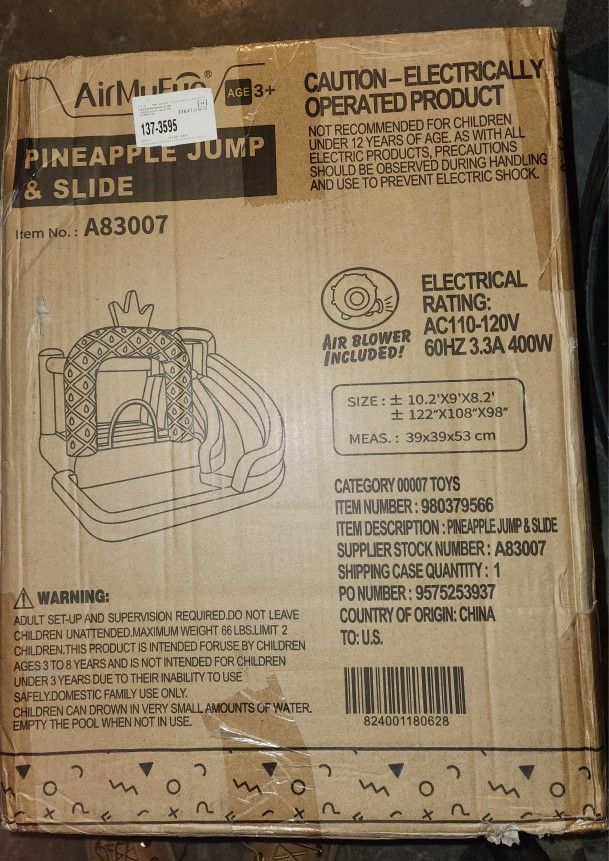 AirMyFun®
AGE 3+
137-3595
PINEAPPLE JUMP
& SLIDE
Item No. : A83007
CAUTION – ELECTRICALLY
OPERATED PRODUCT
NOT RECOMMENDED FOR CHILDREN
UNDER 12 YEARS OF AGE. AS WITH ALL
ELECTRIC PRODUCTS, PRECAUTIONS
SHOULD BE OBSERVED DURING HANDLING
AND USE TO PREVENT ELECTRIC SHOCK.
AIR BLOWER
INCLUDED!
ELECTRICAL
RATING:
AC110-120V
60HZ 3.3A 400W
SIZE : ± 10.2'X9'X8.2'
± 122"X108"X98"
MEAS. : 39x39x53 cm
CATEGORY 00007 TOYS
ITEM NUMBER : 980379566
ITEM DESCRIPTION : PINEAPPLE JUMP & SLIDE
SUPPLIER STOCK NUMBER : A83007
SHIPPING CASE QUANTITY : 1
PO NUMBER : 9575253937
COUNTRY OF ORIGIN: CHINA
TO: U.S.
824001180628
WARNING:
ADULT SET-UP AND SUPERVISION REQUIRED.DO NOT LEAVE
CHILDREN UNATTENDED.MAXIMUM WEIGHT 66 LBS.LIMIT 2
CHILDREN.THIS PRODUCT IS INTENDED FORUSE BY CHILDREN
AGES 3 TO 8 YEARS AND IS NOT INTENDED FOR CHILDREN
UNDER 3 YEARS DUE TO THEIR INABILITY TO USE
SAFELY.DOMESTIC FAMILY USE ONLY.
CHILDREN CAN DROWN IN VERY SMALL AMOUNTS OF WATER.
EMPTY THE POOL WHEN NOT IN USE.